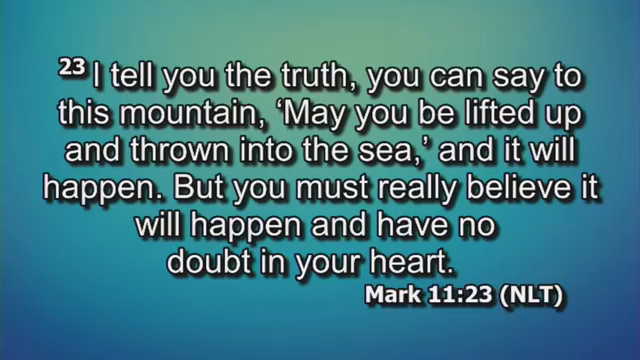 23 I tell you the truth, you can say to
this mountain, ‘May you be lifted up
and thrown into the sea,’ and it will
happen. But you must really believe it
will happen and have no
doubt in your heart.
Mark 11:23 (NLT)